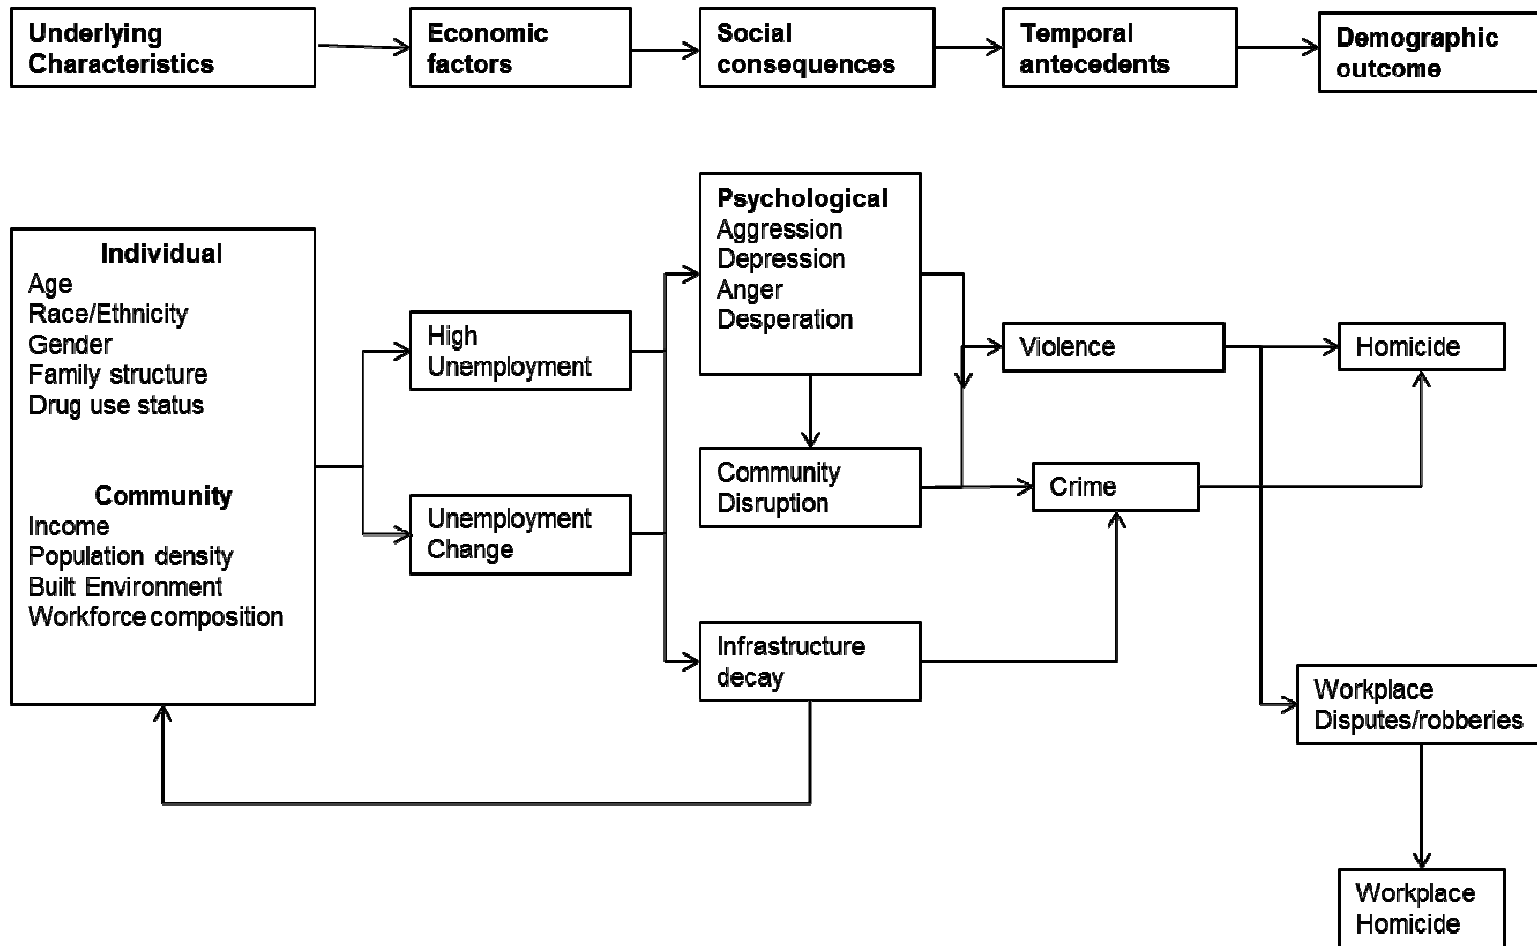 Underlying
Characteristics
Economic
factors
Social
consequences
Temporal
antecedents
Demographic
outcome
Individual
Age
Race/Ethnicity
Gender
Family structure
Drug use status
Community
Income
Population density
Built Environment
Workforce composition
High
Unemployment
Unemployment
Change
Psychological
Aggression
Depression
Anger
Desperation
Community
Disruption
Infrastructure
decay
Violence
Crime
Homicide
Workplace
Disputes/robberies
Workplace
Homicide